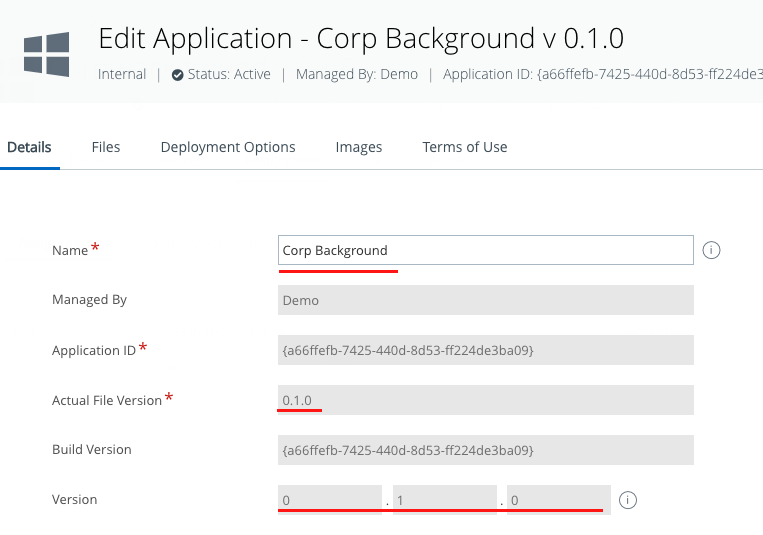 Edit Application - Corp Background v 0.1.0
Internal | Status: Active | Managed By: Demo | Application ID: {a66ffefb-7425-440d-8d53-ff224de3
Details Files Deployment Options Images Terms of Use
Name * Corp Background i
Managed By Demo
Application ID * {a66ffefb-7425-440d-8d53-ff224de3ba09}
Actual File Version * 0.1.0
Build Version {a66ffefb-7425-440d-8d53-ff224de3ba09}
Version 0 . 1 . 0 i